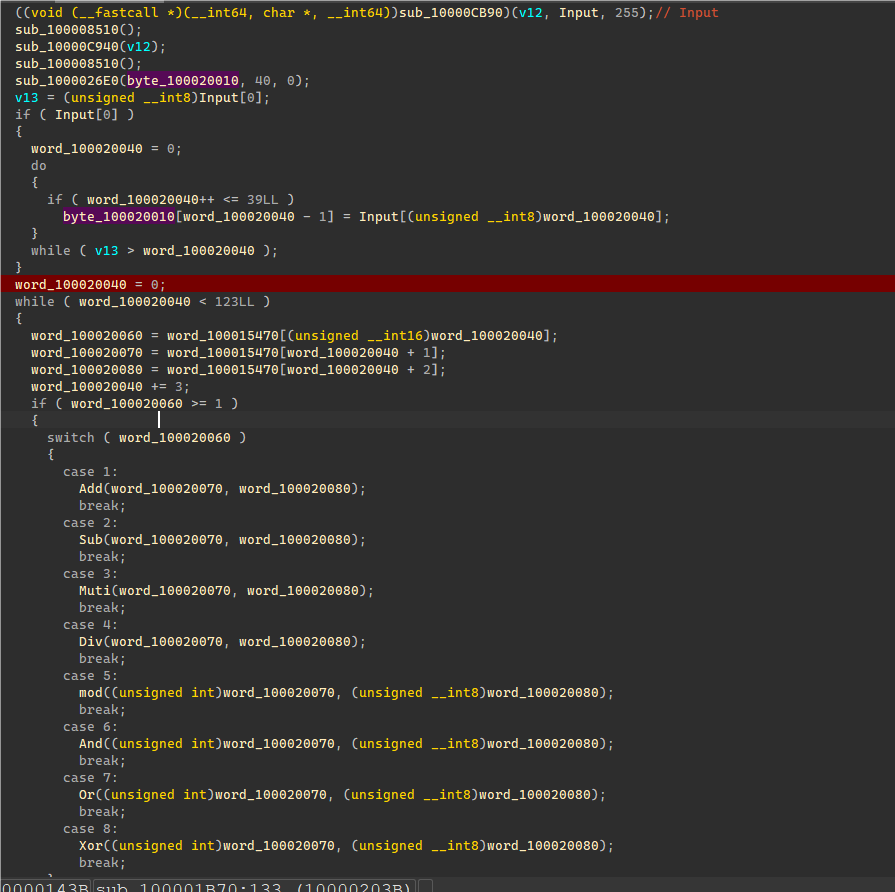 ((void (__fastcall *)(__int64, char *, __int64))sub_10000CB90)(v12, Input, 255);// Input
sub_100008510();
sub_10000C940(v12);
sub_100008510();
sub_1000026E0(byte_100020010, 40, 0);
v13 = (unsigned __int8)Input[0];
if ( Input[0] )
{
  word_100020040 = 0;
  do
  {
    if ( word_100020040++ <= 39LL )
      byte_100020010[word_100020040 - 1] = Input[(unsigned __int8)word_100020040];
  }
  while ( v13 > word_100020040 );
}
word_100020040 = 0;
while ( word_100020040 < 123LL )
{
  word_100020060 = word_100015470[(unsigned __int16)word_100020040];
  word_100020070 = word_100015470[word_100020040 + 1];
  word_100020080 = word_100015470[word_100020040 + 2];
  word_100020040 += 3;
  if ( word_100020060 >= 1 )
  {
    switch ( word_100020060 )
    {
      case 1:
        Add(word_100020070, word_100020080);
        break;
      case 2:
        Sub(word_100020070, word_100020080);
        break;
      case 3:
        Muti(word_100020070, word_100020080);
        break;
      case 4:
        Div(word_100020070, word_100020080);
        break;
      case 5:
        mod((unsigned int)word_100020070, (unsigned __int8)word_100020080);
        break;
      case 6:
        And((unsigned int)word_100020070, (unsigned __int8)word_100020080);
        break;
      case 7:
        Or((unsigned int)word_100020070, (unsigned __int8)word_100020080);
        break;
      case 8:
        Xor((unsigned int)word_100020070, (unsigned __int8)word_100020080);
        break;
0000143B sub_100001B70:133 (10000203B)